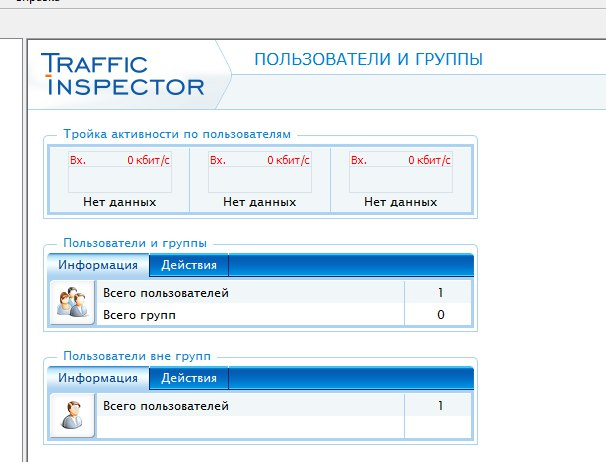 TRAFFIC
INSPECTOR
ПОЛЬЗОВАТЕЛИ И ГРУППЫ
Тройка активности по пользователям
Вх. 0 кбит/с Вх. 0 кбит/с Вх. 0 кбит/с
Нет данных Нет данных Нет данных
Пользователи и группы
Информация Действия
Всего пользователей 1
Всего групп 0
Пользователи вне групп
Информация Действия
Всего пользователей 1